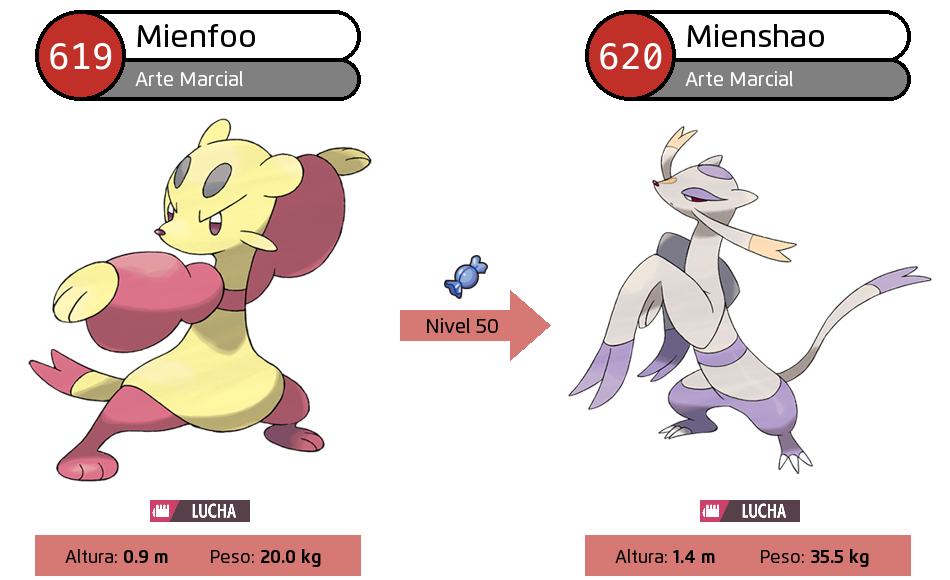 619
Mienfoo
Arte Marcial
620
Mienshao
Arte Marcial
Nivel 50
LUCHA
LUCHA
Altura: 0.9 m Peso: 20.0 kg
Altura: 1.4 m Peso: 35.5 kg